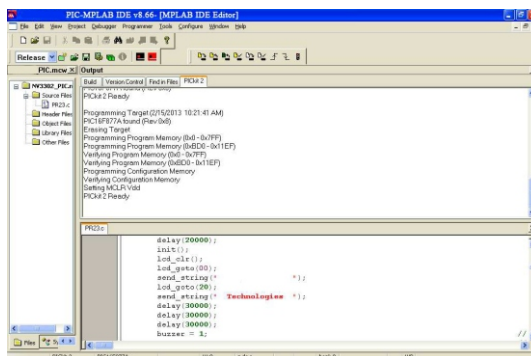 PIC-MPLAB IDE v8.66- [MPLAB IDE Editor]
File Edit View Project Debugger Programmer Tools Configure Window Help
Release
PIC.mcw
Output
Build Version Control Find in Files PICkit 2
PICkit 2 Ready
Programming Target (2/15/2013 10:21:41 AM)
PIC16F877A found (Rev 0x8)
Erasing Target
Programming Program Memory (0x0 - 0x7FF)
Programming Program Memory (0xBD0 - 0x11EF)
Verifying Program Memory (0x0 - 0x7FF)
Verifying Program Memory (0xBD0 - 0x11EF)
Programming Configuration Memory
Verifying Configuration Memory
Setting MCLR Vdd
PICkit 2 Ready
Source Files
PR23.c
Header Files
Object Files
Library Files
Other Files
PR23.c
delay(20000);
init();
lcd_clr();
lcd_goto(00);
send_string("                ");
lcd_goto(20);
send_string("  Technologies  ");
delay(30000);
delay(30000);
delay(30000);
buzzer = 1; //
Files